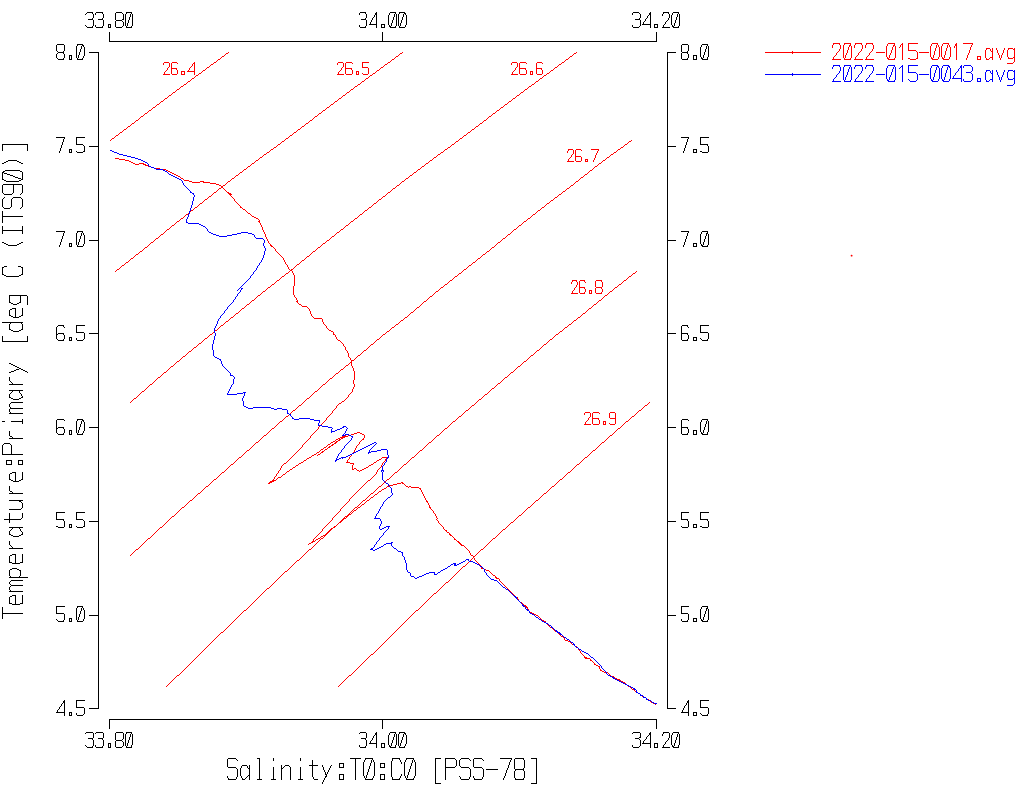 33.80 34.00 34.20
8.0 26.4 26.5 26.6 8.0 2022-015-0017.avg
2022-015-0043.avg
7.5 26.7 7.5
7.0 7.0
26.8
6.5 6.5
6.0 26.9 6.0
5.5 5.5
5.0 5.0
4.5 4.5
Temperature:Primary [deg C (ITS90)]
33.80 34.00 34.20
Salinity:T0:C0 [PSS-78]